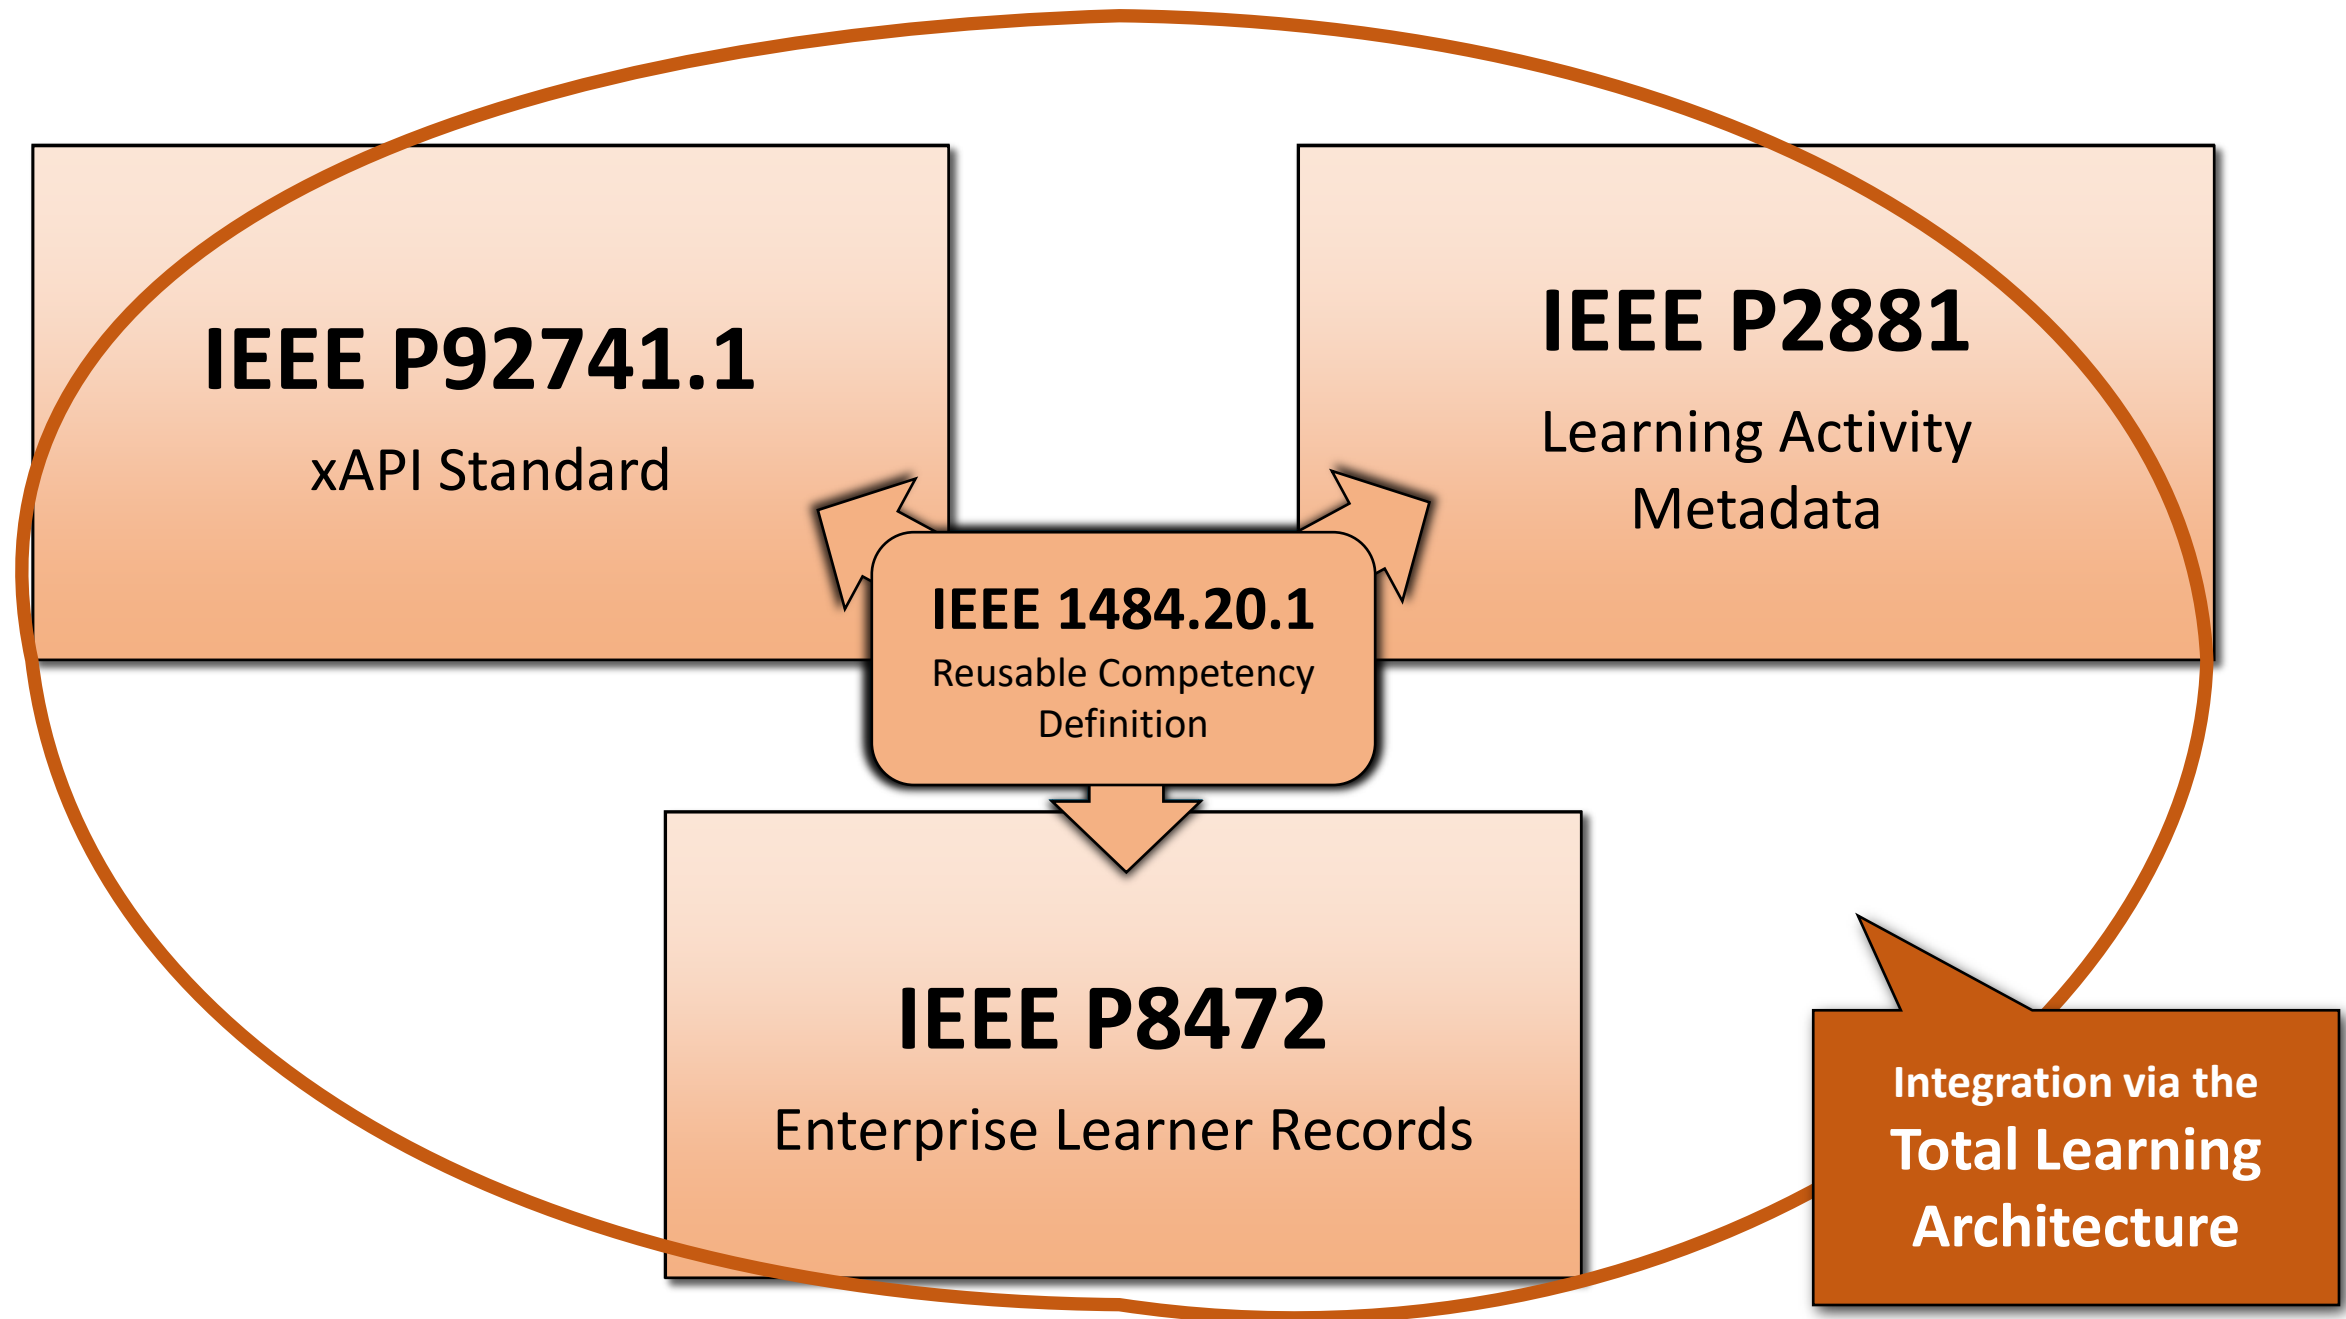 IEEE P92741.1
xAPI Standard
IEEE P2881
Learning Activity
Metadata
IEEE 1484.20.1
Reusable Competency
Definition
IEEE P8472
Enterprise Learner Records
Integration via the
Total Learning
Architecture